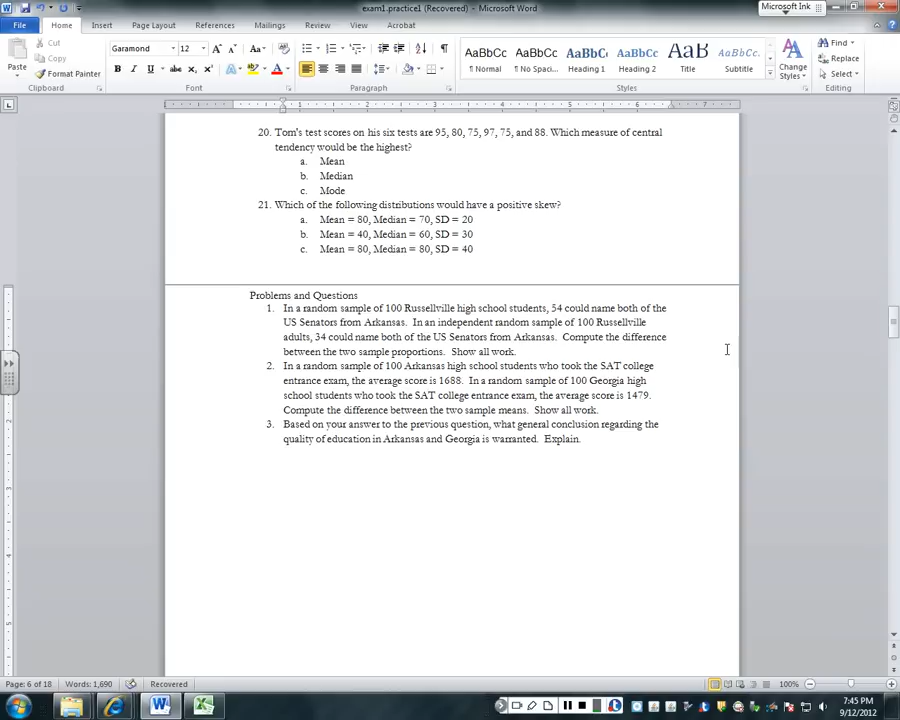 exam1.practice1 (Recovered) - Microsoft Word
Microsoft Ink
File Home Insert Page Layout References Mailings Review View Acrobat
Paste
Cut
Copy
Format Painter
Clipboard
Garamond 12
Font
Paragraph
AaBbCc AaBbCc AaBbC AaBbCc AaB AaBbCc.
¶ Normal ¶ No Spaci... Heading 1 Heading 2 Title Subtitle
Change Styles
Styles
Find
Replace
Select
Editing
1 2 3 4 5 6 7
20. Tom's test scores on his six tests are 95, 80, 75, 97, 75, and 88. Which measure of central
tendency would be the highest?
a. Mean
b. Median
c. Mode
21. Which of the following distributions would have a positive skew?
a. Mean = 80, Median = 70, SD = 20
b. Mean = 40, Median = 60, SD = 30
c. Mean = 80, Median = 80, SD = 40
Problems and Questions
1. In a random sample of 100 Russellville high school students, 54 could name both of the
US Senators from Arkansas. In an independent random sample of 100 Russellville
adults, 34 could name both of the US Senators from Arkansas. Compute the difference
between the two sample proportions. Show all work.
2. In a random sample of 100 Arkansas high school students who took the SAT college
entrance exam, the average score is 1688. In a random sample of 100 Georgia high
school students who took the SAT college entrance exam, the average score is 1479.
Compute the difference between the two sample means. Show all work.
3. Based on your answer to the previous question, what general conclusion regarding the
quality of education in Arkansas and Georgia is warranted. Explain.
Page: 6 of 18 Words: 1,690 Recovered
100%
7:45 PM
9/12/2012